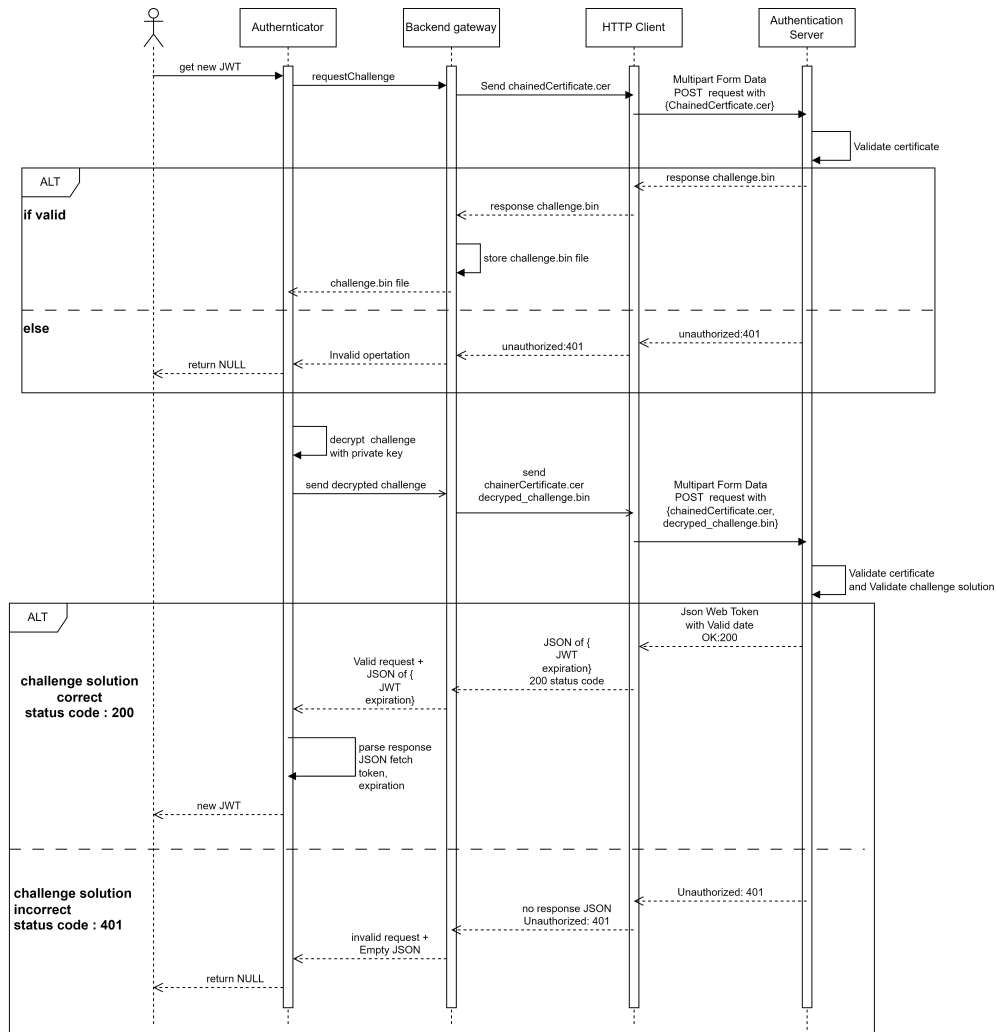 Authernticator
Backend gateway
HTTP Client
Authentication
Server
get new JWT
requestChallenge
Send chainedCertificate.cer
Multipart Form Data
POST  request with
{ChainedCertficate.cer}
Validate certificate
ALT
response challenge.bin
if valid
response challenge.bin
store challenge.bin file
challenge.bin file
else
unauthorized:401
unauthorized:401
Invalid opertation
return NULL
decrypt  challenge
with private key
send decrypted challenge
send
chainerCertificate.cer
decryped_challenge.bin
Multipart Form Data
POST  request with
{chainedCertificate.cer,
decryped_challenge.bin}
Validate certificate
and Validate challenge solution
ALT
Json Web Token
with Valid date
OK:200
JSON of {
JWT
expiration}
200 status code
Valid request +
JSON of {
JWT
expiration}
challenge solution
correct
status code : 200
parse response
JSON fetch
token,
expiration
new JWT
challenge solution
incorrect
status code : 401
Unauthorized: 401
no response JSON
Unauthorized: 401
invalid request +
Empty JSON
return NULL